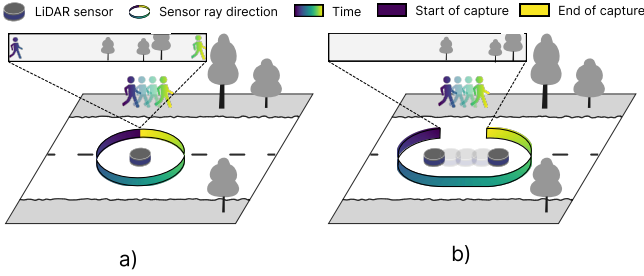 LiDAR sensor Sensor ray direction Time Start of capture End of capture
a) b)